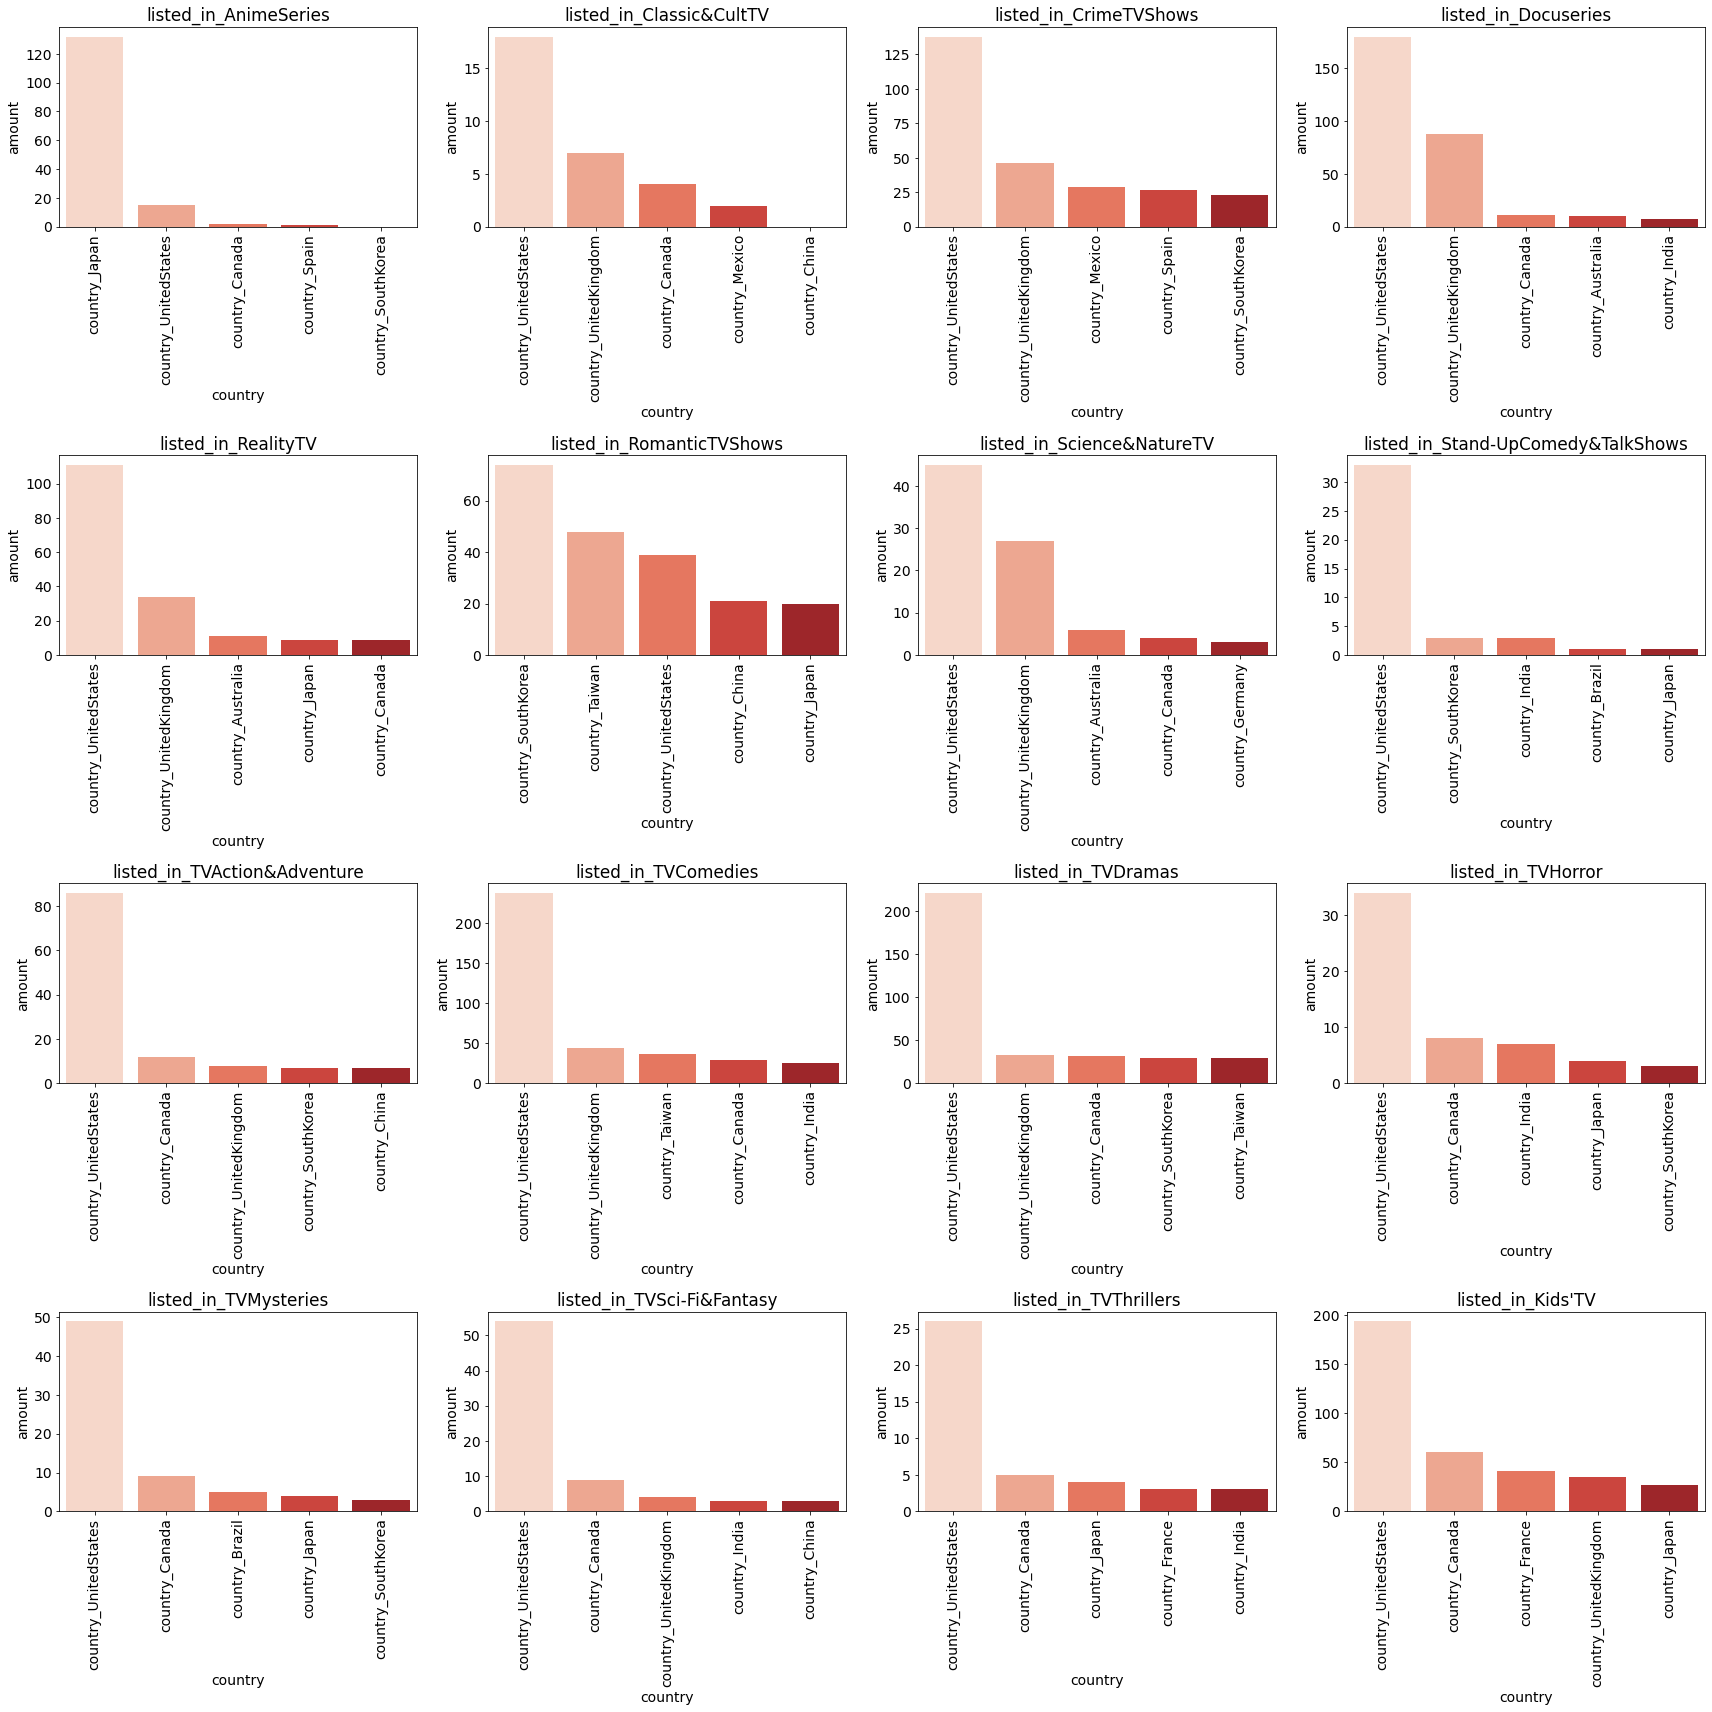 listed_in_AnimeSeries
amount
120
100
80
60
40
20
0
country_Japan
country_UnitedStates
country_Canada
country_Spain
country_SouthKorea
country
listed_in_Classic&CultTV
amount
15
10
5
0
country_UnitedStates
country_UnitedKingdom
country_Canada
country_Mexico
country_China
country
listed_in_CrimeTVShows
amount
125
100
75
50
25
0
country_UnitedStates
country_UnitedKingdom
country_Mexico
country_Spain
country_SouthKorea
country
listed_in_Docuseries
amount
150
100
50
0
country_UnitedStates
country_UnitedKingdom
country_Canada
country_Australia
country_India
country
listed_in_RealityTV
amount
100
80
60
40
20
0
country_UnitedStates
country_UnitedKingdom
country_Australia
country_Japan
country_Canada
country
listed_in_RomanticTVShows
amount
60
40
20
0
country_SouthKorea
country_Taiwan
country_UnitedStates
country_China
country_Japan
country
listed_in_Science&NatureTV
amount
40
30
20
10
0
country_UnitedStates
country_UnitedKingdom
country_Australia
country_Canada
country_Germany
country
listed_in_Stand-UpComedy&TalkShows
amount
30
25
20
15
10
5
0
country_UnitedStates
country_SouthKorea
country_India
country_Brazil
country_Japan
country
listed_in_TVAction&Adventure
amount
80
60
40
20
0
country_UnitedStates
country_Canada
country_UnitedKingdom
country_SouthKorea
country_China
country
listed_in_TVComedies
amount
200
150
100
50
0
country_UnitedStates
country_UnitedKingdom
country_Taiwan
country_Canada
country_India
country
listed_in_TVDramas
amount
200
150
100
50
0
country_UnitedStates
country_UnitedKingdom
country_Canada
country_SouthKorea
country_Taiwan
country
listed_in_TVHorror
amount
30
20
10
0
country_UnitedStates
country_Canada
country_India
country_Japan
country_SouthKorea
country
listed_in_TVMysteries
amount
50
40
30
20
10
0
country_UnitedStates
country_Canada
country_Brazil
country_Japan
country_SouthKorea
country
listed_in_TVSci-Fi&Fantasy
amount
50
40
30
20
10
0
country_UnitedStates
country_Canada
country_UnitedKingdom
country_India
country_China
country
listed_in_TVThrillers
amount
25
20
15
10
5
0
country_UnitedStates
country_Canada
country_Japan
country_France
country_India
country
listed_in_Kids'TV
amount
200
150
100
50
0
country_UnitedStates
country_Canada
country_France
country_UnitedKingdom
country_Japan
country